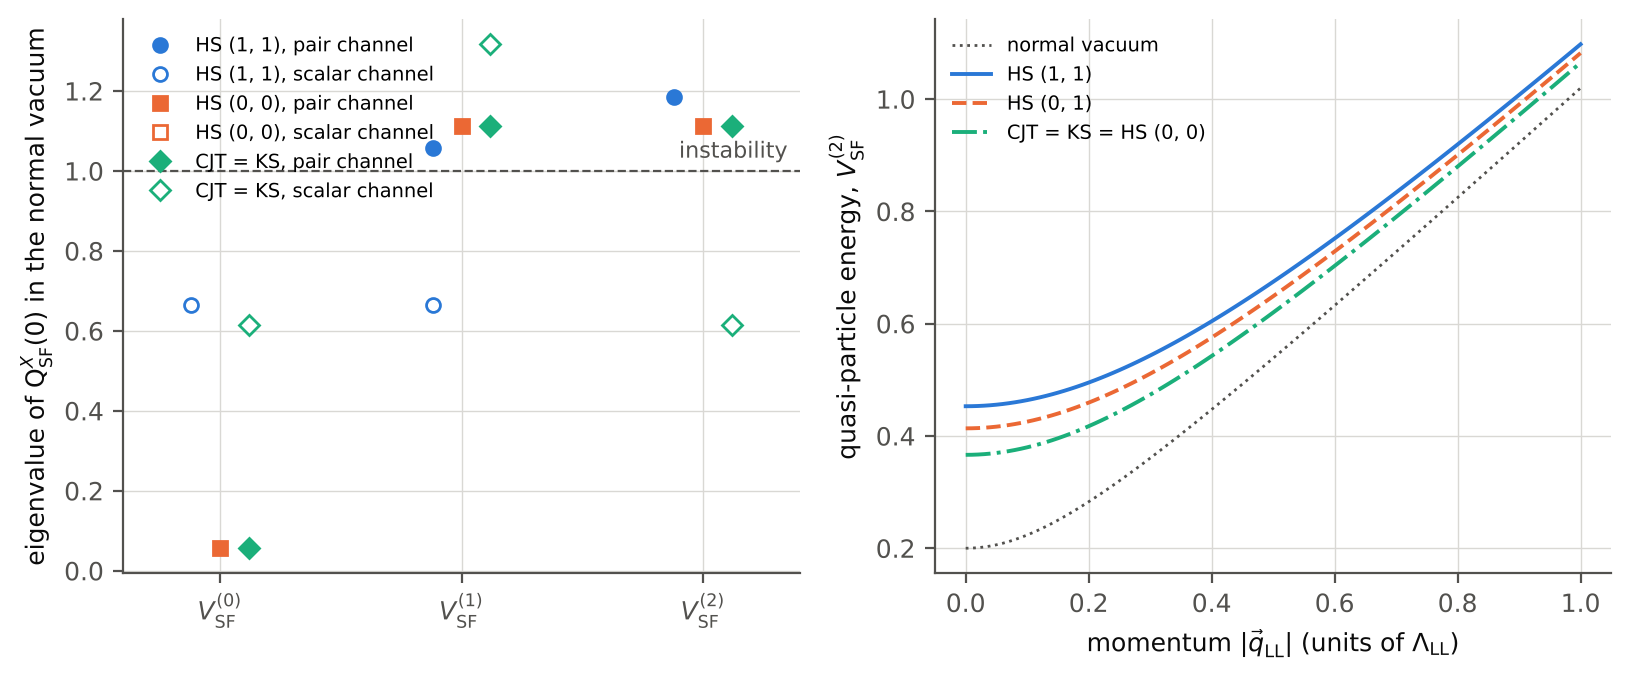 eigenvalue of Q^X_SF(0) in the normal vacuum
1.2
1.0
0.8
0.6
0.4
0.2
0.0
HS (1, 1), pair channel
HS (1, 1), scalar channel
HS (0, 0), pair channel
HS (0, 0), scalar channel
CJT = KS, pair channel
CJT = KS, scalar channel
instability
V^(0)_SF
V^(1)_SF
V^(2)_SF
quasi-particle energy, V^(2)_SF
1.0
0.8
0.6
0.4
0.2
normal vacuum
HS (1, 1)
HS (0, 1)
CJT = KS = HS (0, 0)
0.0 0.2 0.4 0.6 0.8 1.0
momentum |q⃗_LL| (units of Λ_LL)